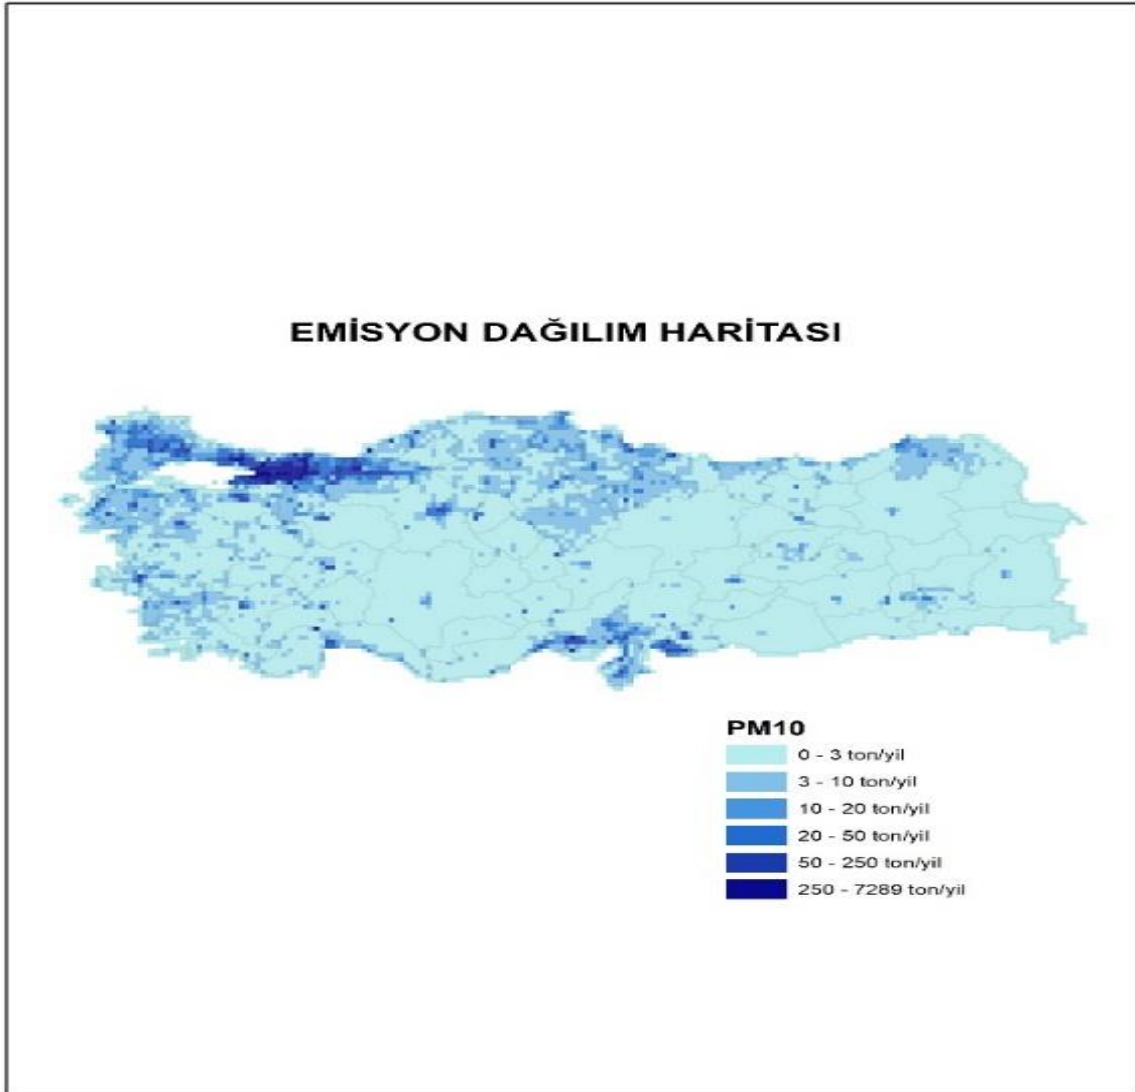 EMİSYON DAĞILIM HARİTASI
PM10
0 - 3 ton/yil
3 - 10 ton/yil
10 - 20 ton/yil
20 - 50 ton/yil
50 - 250 ton/yil
250 - 7289 ton/yil